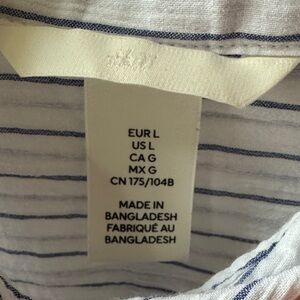 EUR L
US L
CA G
MX G
CN 175/104B
MADE IN
BANGLADESH
FABRIQUÉ AU
BANGLADESH